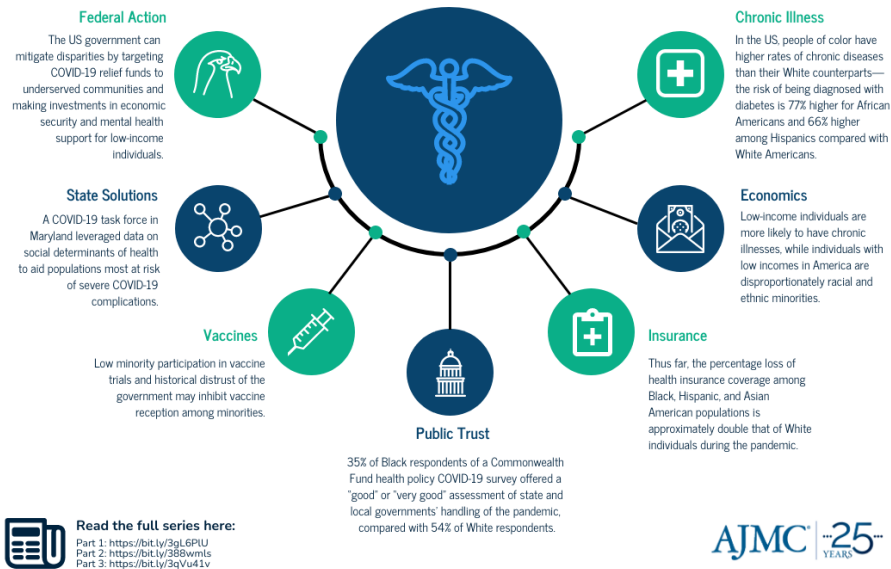 Federal Action
The US government can
mitigate disparities by targeting
COVID-19 relief funds to
underserved communities and
making investments in economic
security and mental health
support for low-income
individuals.
State Solutions
A COVID-19 task force in
Maryland leveraged data on
social determinants of health
to aid populations most at risk
of severe COVID-19
complications.
Vaccines
Low minority participation in vaccine
trials and historical distrust of the
government may inhibit vaccine
reception among minorities.
Public Trust
35% of Black respondents of a Commonwealth
Fund health policy COVID-19 survey offered a
"good" or "very good" assessment of state and
local governments' handling of the pandemic,
compared with 54% of White respondents.
Chronic Illness
In the US, people of color have
higher rates of chronic diseases
than their White counterparts—
the risk of being diagnosed with
diabetes is 77% higher for African
Americans and 66% higher
among Hispanics compared with
White Americans.
Economics
Low-income individuals are
more likely to have chronic
illnesses, while individuals with
low incomes in America are
disproportionately racial and
ethnic minorities.
Insurance
Thus far, the percentage loss of
health insurance coverage among
Black, Hispanic, and Asian
American populations is
approximately double that of White
individuals during the pandemic.
Read the full series here:
Part 1: https://bit.ly/3gL6PlU
Part 2: https://bit.ly/388wmls
Part 3: https://bit.ly/3qVu41v
AJMC® 25
YEARS